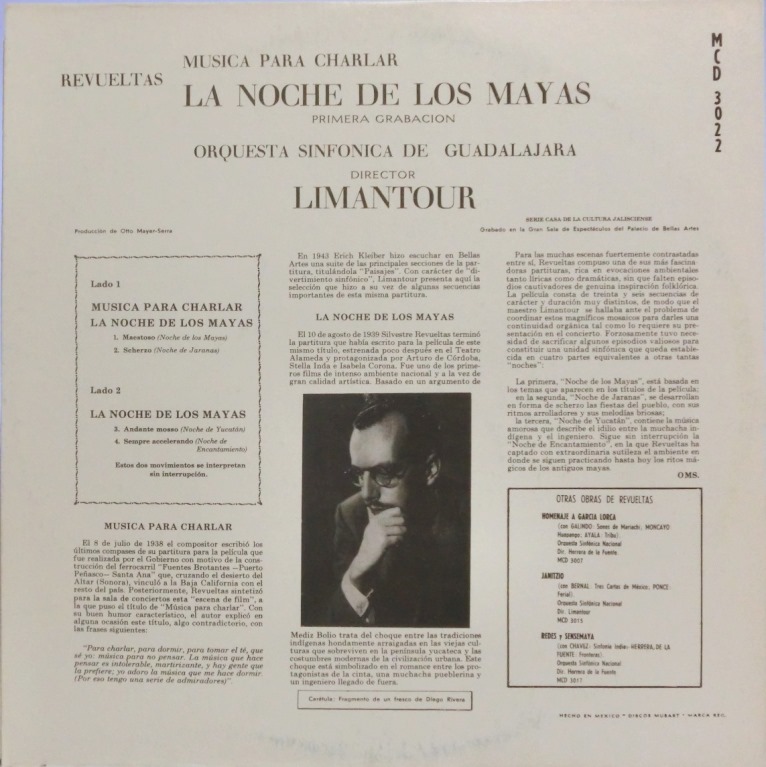 MUSICA PARA CHARLAR
REVUELTAS
LA NOCHE DE LOS MAYAS
PRIMERA GRABACION
ORQUESTA SINFONICA DE GUADALAJARA
DIRECTOR
LIMANTOUR
MCD 3022
SERIE CASA DE LA CULTURA JALISCIENSE
Producción de Otto Mayer-Serra
Grabado en la Gran Sala de Espectáculos del Palacio de Bellas Artes
Lado 1
MUSICA PARA CHARLAR
LA NOCHE DE LOS MAYAS
1. Maestoso (Noche de los Mayas)
2. Scherzo (Noche de Jaranas)
Lado 2
LA NOCHE DE LOS MAYAS
3. Andante mosso (Noche de Yucatán)
4. Sempre accelerando (Noche de
Encantamiento)
Estos dos movimientos se interpretan
sin interrupción.
MUSICA PARA CHARLAR
El 8 de julio de 1938 el compositor escribió los
últimos compases de su partitura para la película que
fue realizada por el Gobierno con motivo de la cons-
trucción del ferrocarril "Fuentes Brotantes —Puerto
Peñasco— Santa Ana" que, cruzando el desierto del
Altar (Sonora), vinculó a la Baja California con el
resto del país. Posteriormente, Revueltas sintetizó
para la sala de conciertos esta "escena de film", a
la que puso el título de "Música para charlar". Con
su buen humor característico, el autor explicó en
alguna ocasión este título, algo contradictorio, con
las frases siguientes:
"Para charlar, para dormir, para tomar el té, que
sé yo: música para no pensar. La música que hace
pensar es intolerable, martirizante, y hay gente que
la prefiere; yo adoro la música que me hace dormir.
(Por eso tengo una serie de admiradores)".
En 1943 Erich Kleiber hizo escuchar en Bellas
Artes una suite de las principales secciones de la par-
titura, titulándola "Paisajes". Con carácter de "di-
vertimiento sinfónico", Limantour presenta aquí la
selección que hizo a su vez de algunas secuencias
importantes de esta misma partitura.
LA NOCHE DE LOS MAYAS
El 10 de agosto de 1939 Silvestre Revueltas terminó
la partitura que había escrito para la película de este
mismo título, estrenada poco después en el Teatro
Alameda y protagonizada por Arturo de Córdoba,
Stella Inda e Isabela Corona. Fue uno de los prime-
ros films de intenso ambiente nacional y a la vez de
gran calidad artística. Basado en un argumento de
Mediz Bolio trata del choque entre las tradiciones
indígenas hondamente arraigadas en las viejas cultu-
ras que sobreviven en la península yucateca y las
costumbres modernas de la civilización urbana. Este
choque está simbolizado en el romance entre los pro-
tagonistas de la cinta, una muchacha pueblerina y
un ingeniero llegado de fuera.
Carátula: Fragmento de un fresco de Diego Rivera
Para las muchas escenas fuertemente contrastadas
entre sí, Revueltas compuso una de sus más fascina-
doras partituras, rica en evocaciones ambientales
tanto líricas como dramáticas, sin que falten episo-
dios cautivadores de genuina inspiración folklórica.
La película consta de treinta y seis secuencias de
carácter y duración muy distintos, de modo que el
maestro Limantour se hallaba ante el problema de
coordinar estos magníficos mosaicos para darles una
continuidad orgánica tal como lo requiere su pre-
sentación en el concierto. Forzosamente tuvo necesi-
dad de sacrificar algunos episodios valiosos para
constituir una unidad sinfónica que queda estable-
cida en cuatro partes equivalentes a otras tantas
"noches":
La primera, "Noche de los Mayas", está basada en
los temas que aparecen en los títulos de la película;
en la segunda, "Noche de Jaranas", se desarrollan
en forma de scherzo las fiestas del pueblo, con sus
ritmos arrolladores y sus melodías briosas;
la tercera, "Noche de Yucatán", contiene la música
amorosa que describe el idilio entre la muchacha in-
dígena y el ingeniero. Sigue sin interrupción la
"Noche de Encantamiento", en la que Revueltas ha
captado con extraordinaria sutileza el ambiente en
donde se siguen practicando hasta hoy los ritos má-
gicos de los antiguos mayas.
OMS.
OTRAS OBRAS DE REVUELTAS
HOMENAJE A GARCIA LORCA
(con GALINDO: Sones de Mariachi; MONCAYO
Huapango; AYALA: Tribu).
Orquesta Sinfónica Nacional
Dir. Herrera de la Fuente
MCD 3007
JANITZIO
(con BERNAL: Tres Cartas de México; PONCE
Ferial).
Orquesta Sinfónica Nacional
Dir. Limantour
MCD 3015
REDES y SENSEMAYA
(con CHAVEZ: Sinfonía India; HERRERA DE LA
FUENTE: Fronteras).
Orquesta Sinfónica Nacional
Dir. Herrera de la Fuente
MCD 3017
HECHO EN MEXICO * DISCOS MUSART * MARCA REG.